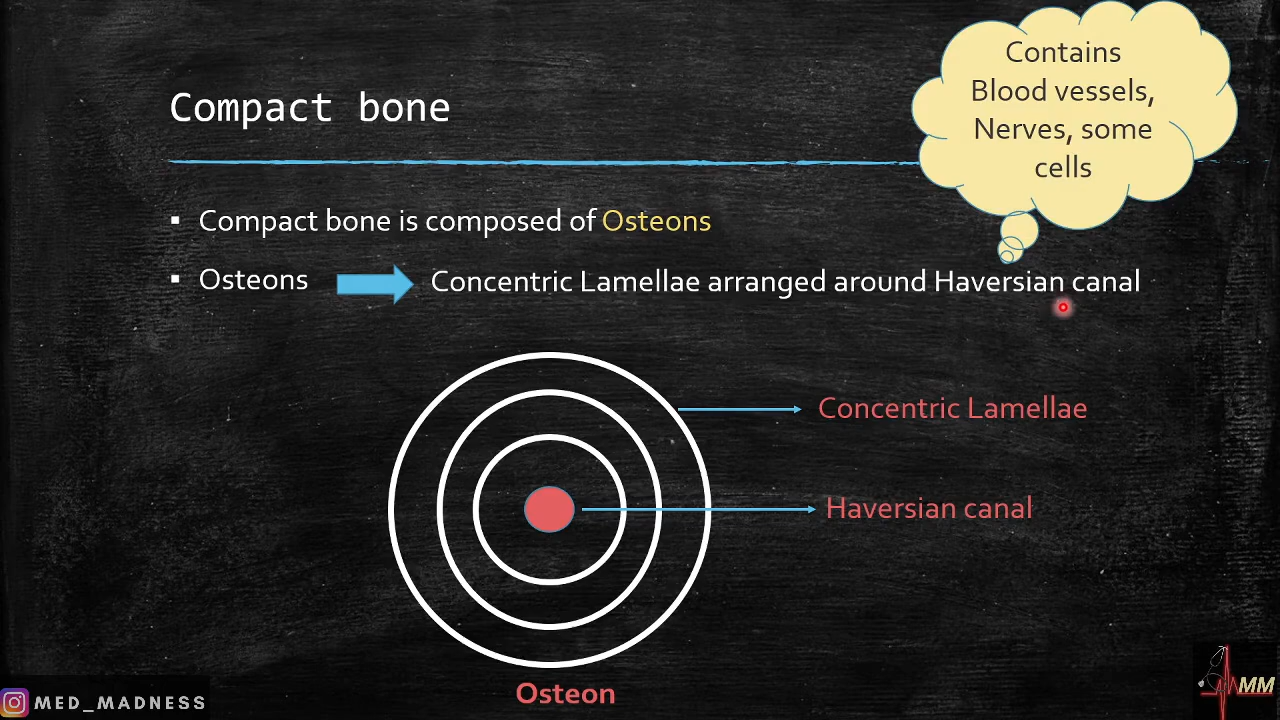 Contains
Blood vessels,
Nerves, some
cells
Compact bone
▪ Compact bone is composed of Osteons
▪ Osteons Concentric Lamellae arranged around Haversian canal
Concentric Lamellae
Haversian canal
Osteon
MED_MADNESS
MM